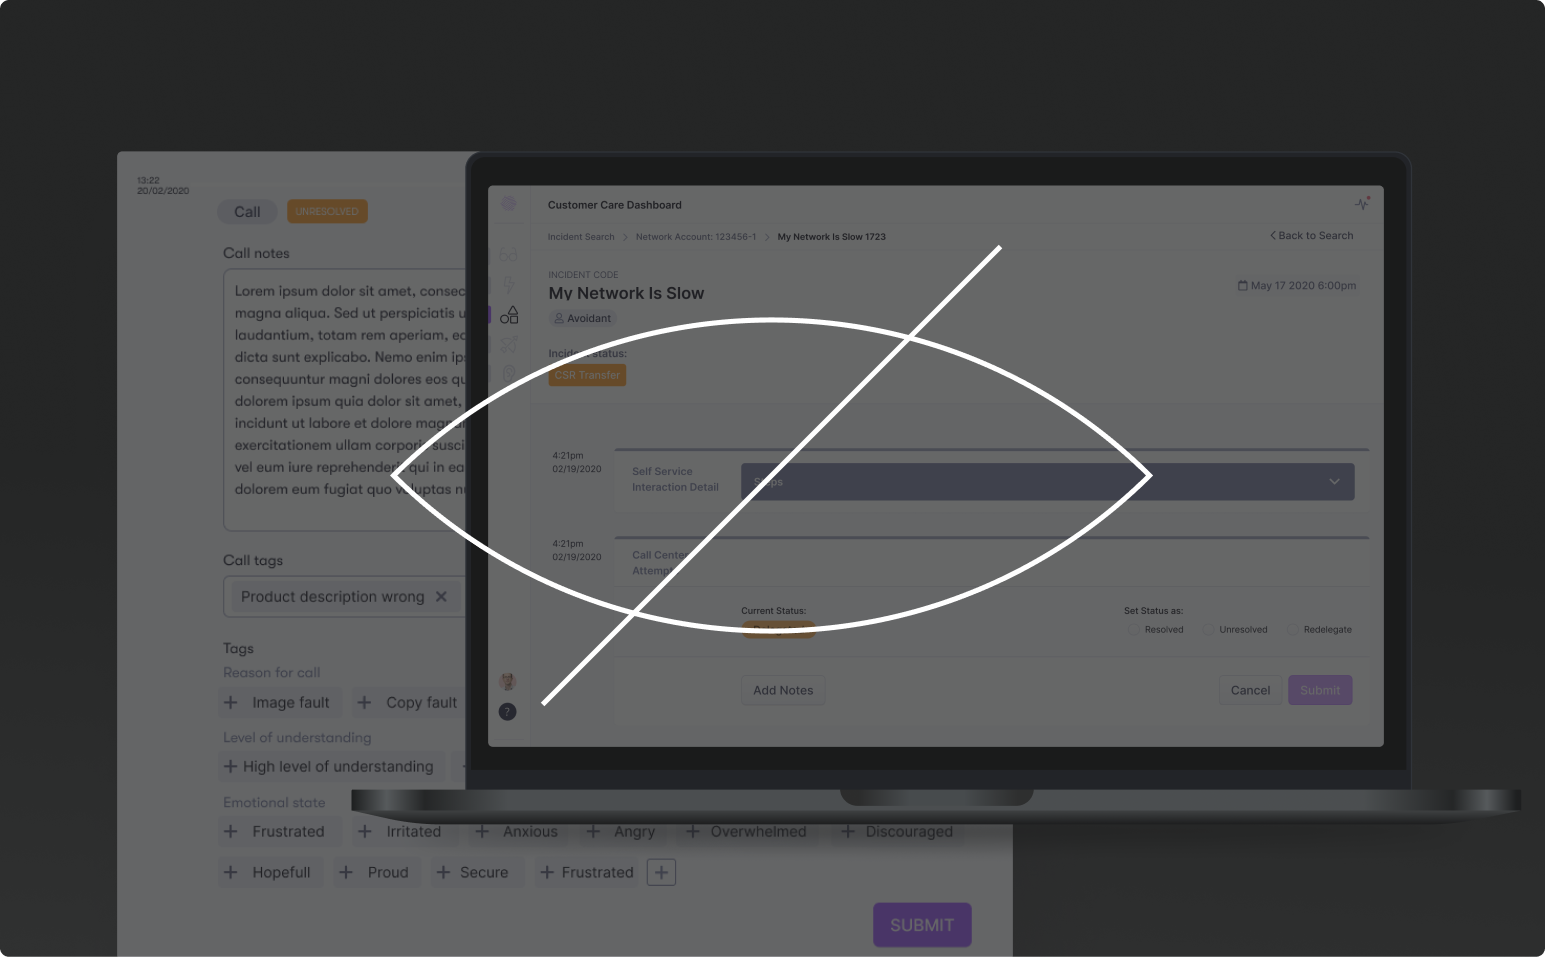 13:22
20/02/2020
Call
UNRESOLVED
Call notes
Lorem ipsum dolor sit amet, consec
magna aliqua. Sed ut perspiciatis u
laudantium, totam rem aperiam, ea
dicta sunt explicabo. Nemo enim ips
consequuntur magni dolores eos qu
dolorem ipsum quia dolor sit amet,
incidunt ut labore et dolore magna
exercitationem ullam corporis susci
vel eum iure reprehenderi qui in ea
dolorem eum fugiat quo voluptas n
Call tags
Product description wrong
Tags
Reason for call
+ Image fault
+ Copy fault
Level of understanding
+ High level of understanding
Emotional state
+ Frustrated
+ Irritated
+ Anxious
+ Angry
+ Overwhelmed
+ Discouraged
+ Hopefull
+ Proud
+ Secure
+ Frustrated
+
SUBMIT
Customer Care Dashboard
Incident Search > Network Account: 123456-1 > My Network Is Slow 1723
< Back to Search
INCIDENT CODE
My Network Is Slow
May 17 2020 6:00pm
Avoidant
Incident status:
CSR Transfer
4:21pm
02/19/2020
Self Service
Interaction Detail
Steps
4:21pm
02/19/2020
Call Center
Attempt
Current Status:
Set Status as:
Resolved
Unresolved
Redelegate
Add Notes
Cancel
Submit
?